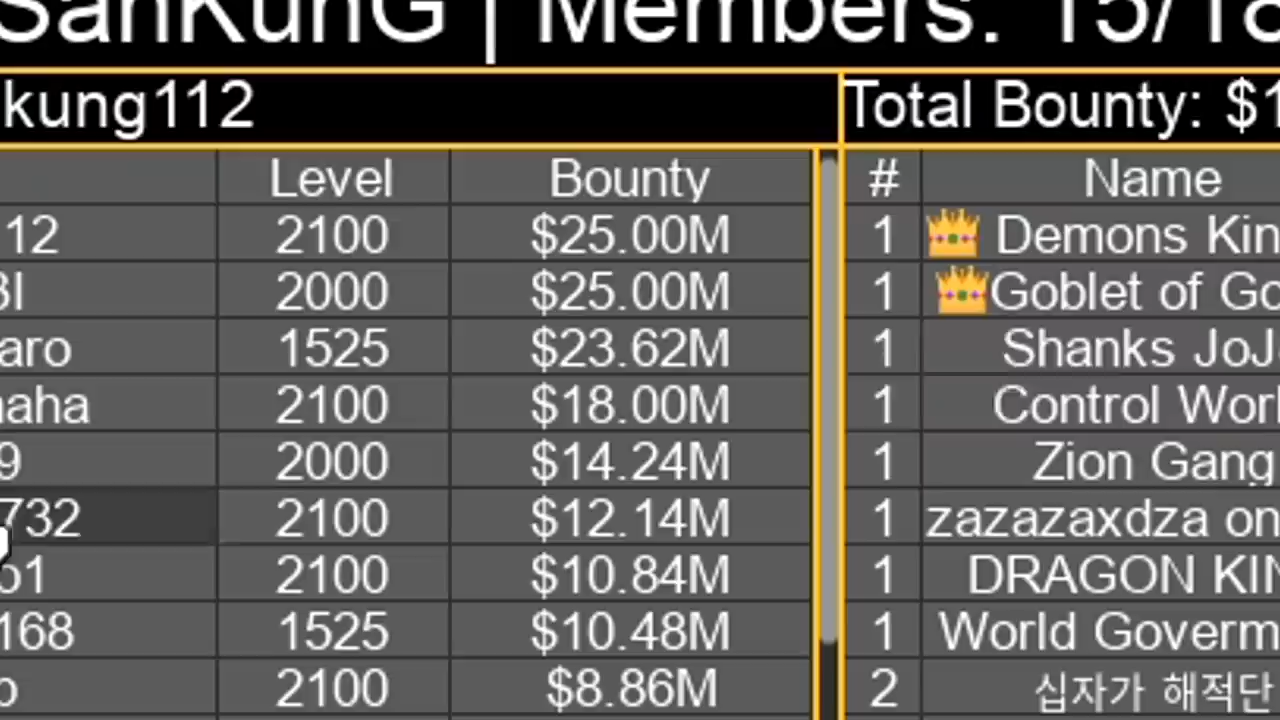 SanKunG | Members: 15/18
kung112
Total Bounty: $1
Level Bounty
12 2100 $25.00M
3I 2000 $25.00M
aro 1525 $23.62M
haha 2100 $18.00M
9 2000 $14.24M
732 2100 $12.14M
o1 2100 $10.84M
168 1525 $10.48M
o 2100 $8.86M
# Name
1 👑 Demons Kin
1 👑Goblet of Go
1 Shanks JoJ
1 Control Worl
1 Zion Gang
1 zazazaxdza on
1 DRAGON KIN
1 World Goverm
2 십자가 해적단